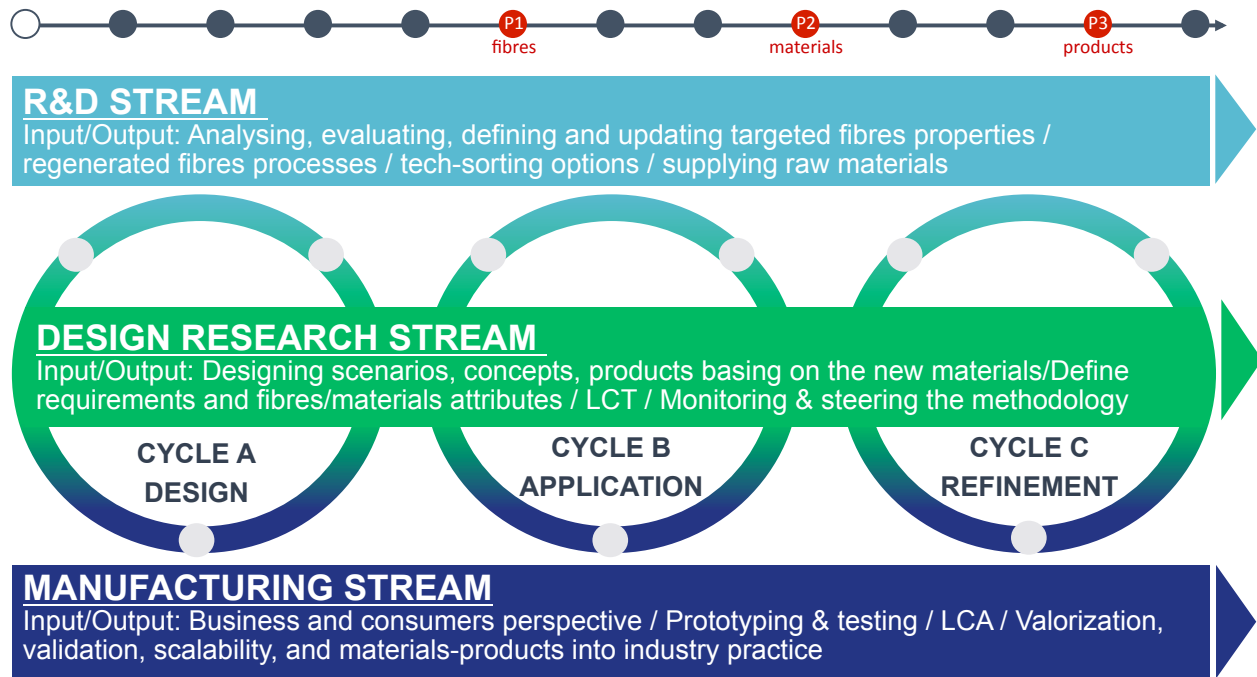 P1
fibres
P2
materials
P3
products
R&D STREAM
Input/Output: Analysing, evaluating, defining and updating targeted fibres properties /
regenerated fibres processes / tech-sorting options / supplying raw materials
DESIGN RESEARCH STREAM
Input/Output: Designing scenarios, concepts, products basing on the new materials/Define
requirements and fibres/materials attributes / LCT / Monitoring & steering the methodology
CYCLE A
DESIGN
CYCLE B
APPLICATION
CYCLE C
REFINEMENT
MANUFACTURING STREAM
Input/Output: Business and consumers perspective / Prototyping & testing / LCA / Valorization,
validation, scalability, and materials-products into industry practice